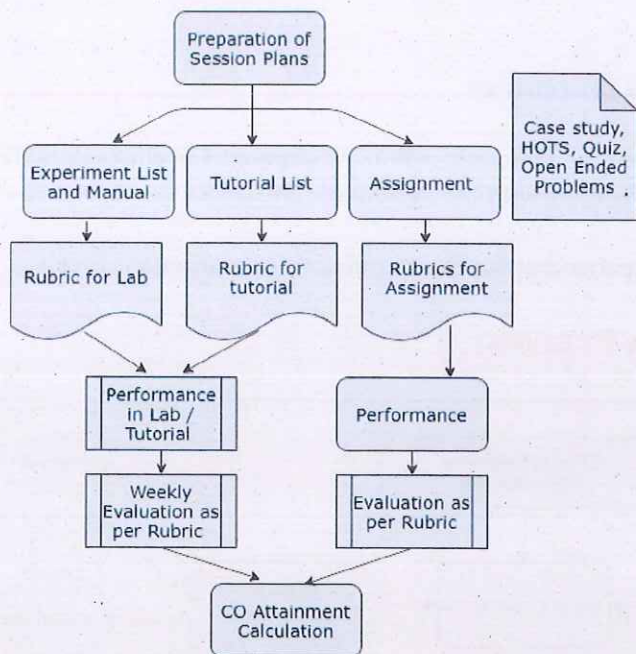 Preparation of
Session Plans
Case study,
HOTS, Quiz,
Open Ended
Problems
Experiment List
and Manual
Tutorial List
Assignment
Rubric for Lab
Rubric for
tutorial
Rubrics for
Assignment
Performance
in Lab /
Tutorial
Performance
Weekly
Evaluation as
per Rubric
Evaluation as
per Rubric
CO Attainment
Calculation